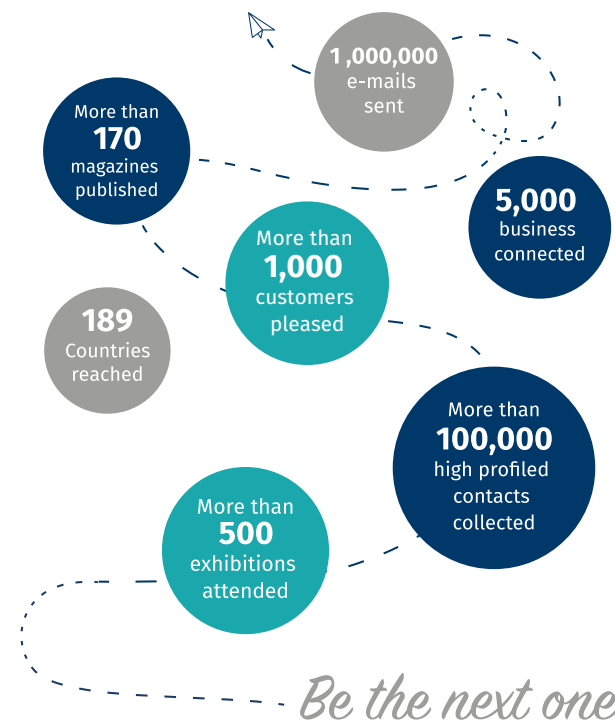 1,000,000
e-mails
sent
More than
170
magazines
published
5,000
business
connected
More than
1,000
customers
pleased
189
Countries
reached
More than
100,000
high profiled
contacts
collected
More than
500
exhibitions
attended
Be the next one